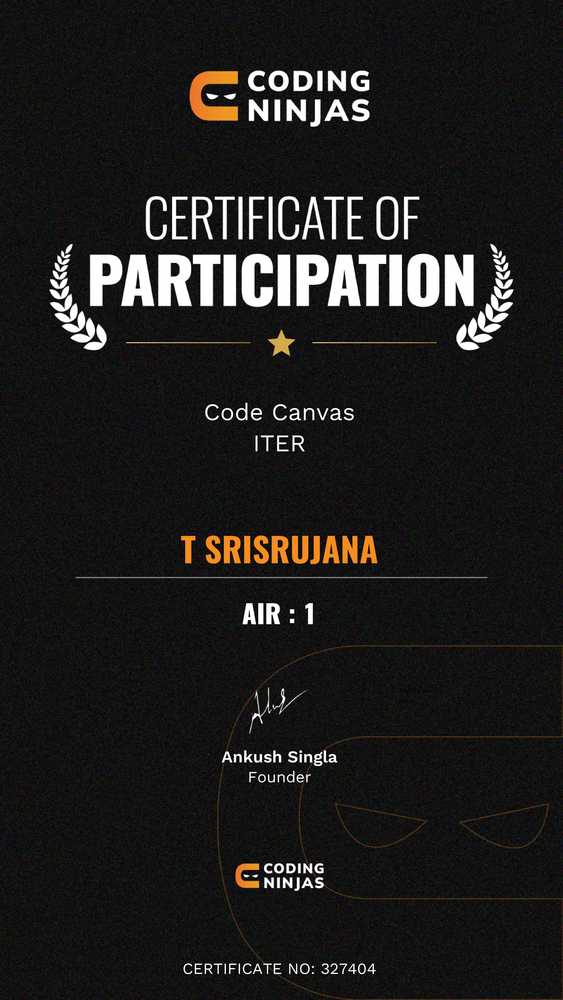 CODING
NINJAS
CERTIFICATE OF
PARTICIPATION
Code Canvas
ITER
T SRISRUJANA
AIR : 1
Ankush Singla
Founder
CODING
NINJAS
CERTIFICATE NO: 327404